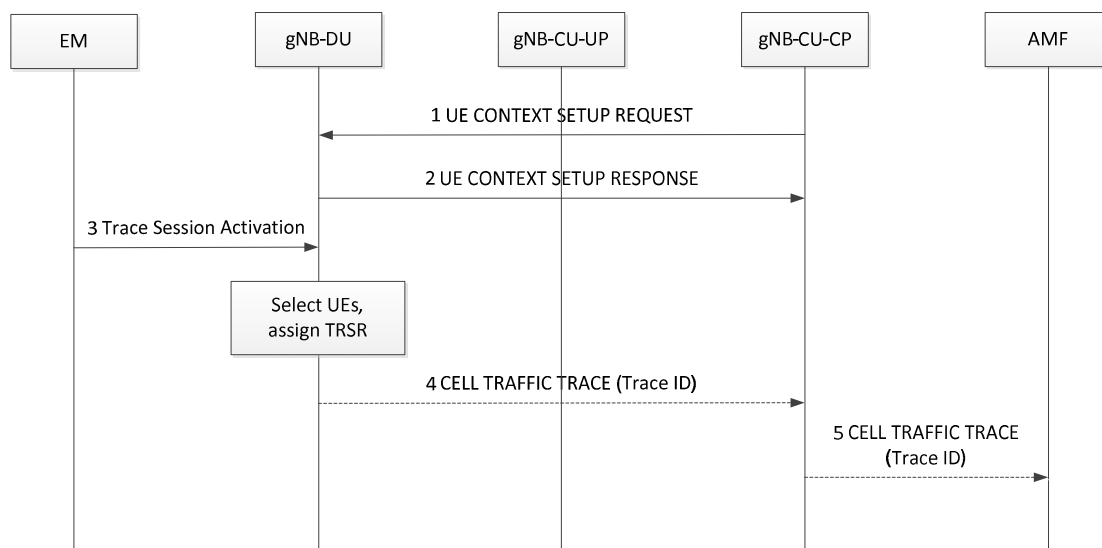 EM
gNB-DU
gNB-CU-UP
gNB-CU-CP
AMF
1 UE CONTEXT SETUP REQUEST
2 UE CONTEXT SETUP RESPONSE
3 Trace Session Activation
Select UEs,
assign TRSR
4 CELL TRAFFIC TRACE (Trace ID)
5 CELL TRAFFIC TRACE
(Trace ID)